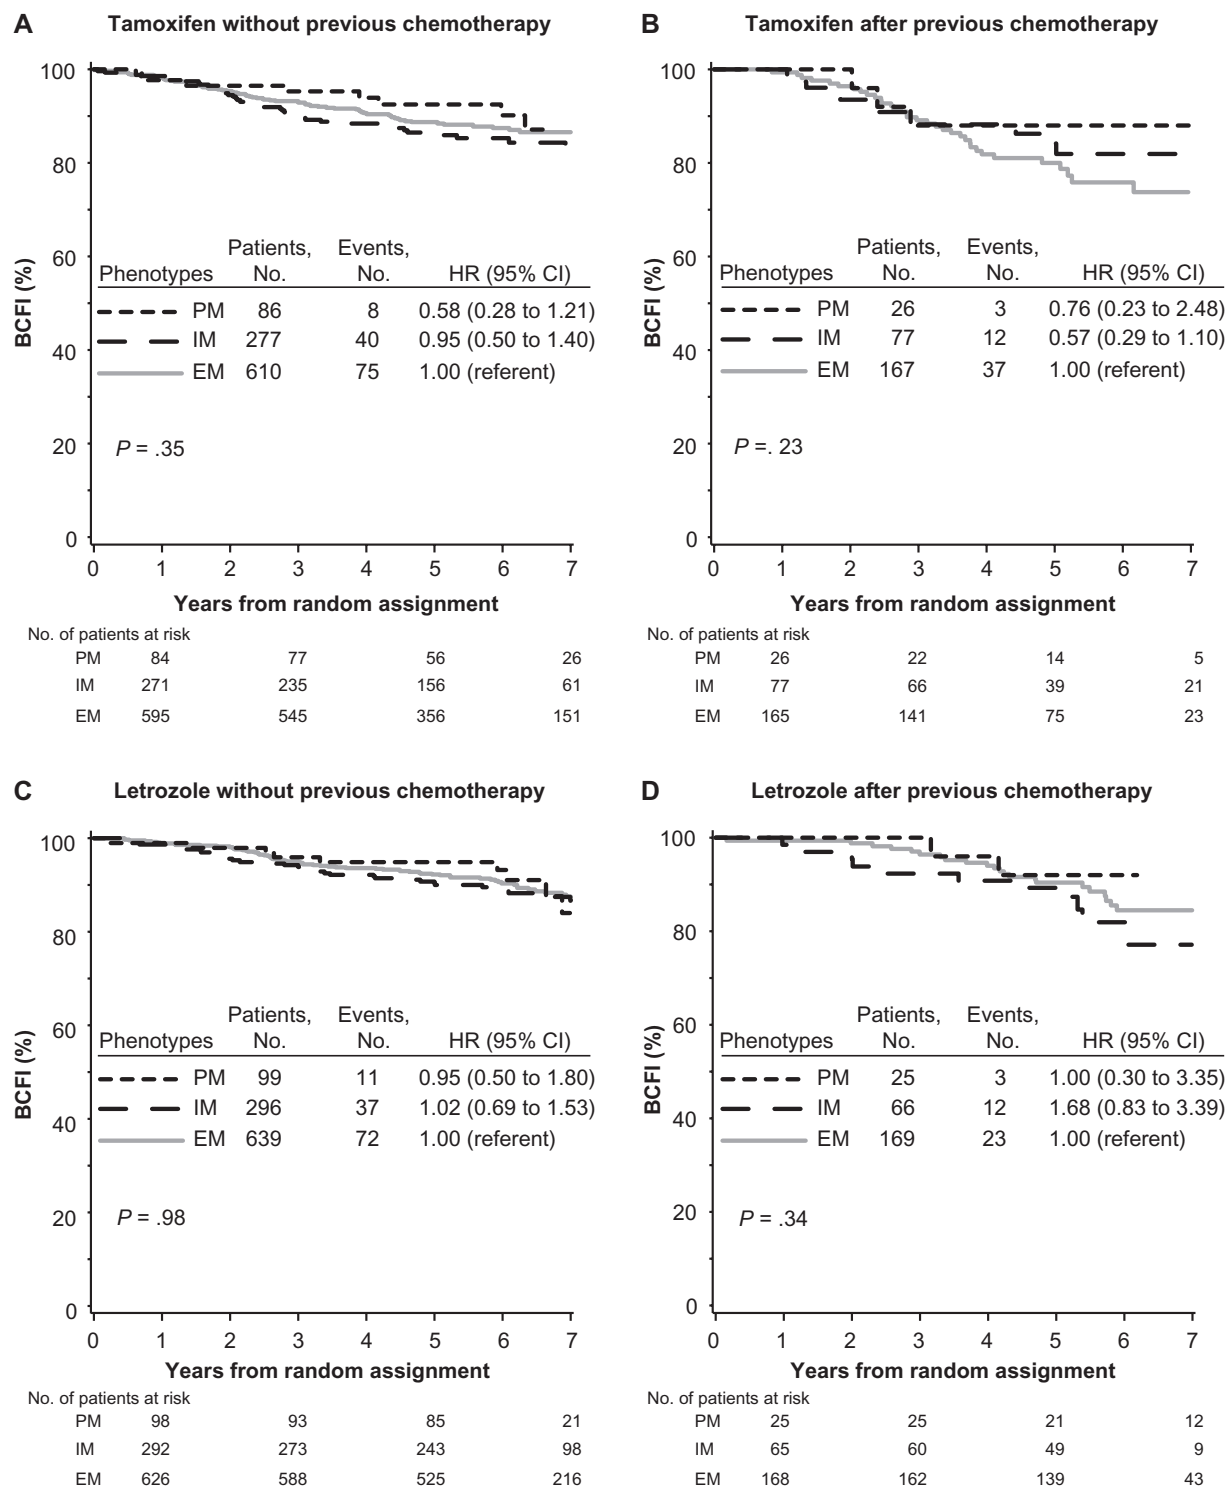 A Tamoxifen without previous chemotherapy
100
80
60
40
20
0
BCFI (%)
Patients, Events,
Phenotypes No. No. HR (95% CI)
PM 86 8 0.58 (0.28 to 1.21)
IM 277 40 0.95 (0.50 to 1.40)
EM 610 75 1.00 (referent)
P = .35
0 1 2 3 4 5 6 7
Years from random assignment
No. of patients at risk
PM 84 77 56 26
IM 271 235 156 61
EM 595 545 356 151
B Tamoxifen after previous chemotherapy
100
80
60
40
20
0
BCFI (%)
Patients, Events,
Phenotypes No. No. HR (95% CI)
PM 26 3 0.76 (0.23 to 2.48)
IM 77 12 0.57 (0.29 to 1.10)
EM 167 37 1.00 (referent)
P =. 23
0 1 2 3 4 5 6 7
Years from random assignment
No. of patients at risk
PM 26 22 14 5
IM 77 66 39 21
EM 165 141 75 23
C Letrozole without previous chemotherapy
100
80
60
40
20
0
BCFI (%)
Patients, Events,
Phenotypes No. No. HR (95% CI)
PM 99 11 0.95 (0.50 to 1.80)
IM 296 37 1.02 (0.69 to 1.53)
EM 639 72 1.00 (referent)
P = .98
0 1 2 3 4 5 6 7
Years from random assignment
No. of patients at risk
PM 98 93 85 21
IM 292 273 243 98
EM 626 588 525 216
D Letrozole after previous chemotherapy
100
80
60
40
20
0
BCFI (%)
Patients, Events,
Phenotypes No. No. HR (95% CI)
PM 25 3 1.00 (0.30 to 3.35)
IM 66 12 1.68 (0.83 to 3.39)
EM 169 23 1.00 (referent)
P = .34
0 1 2 3 4 5 6 7
Years from random assignment
No. of patients at risk
PM 25 25 21 12
IM 65 60 49 9
EM 168 162 139 43